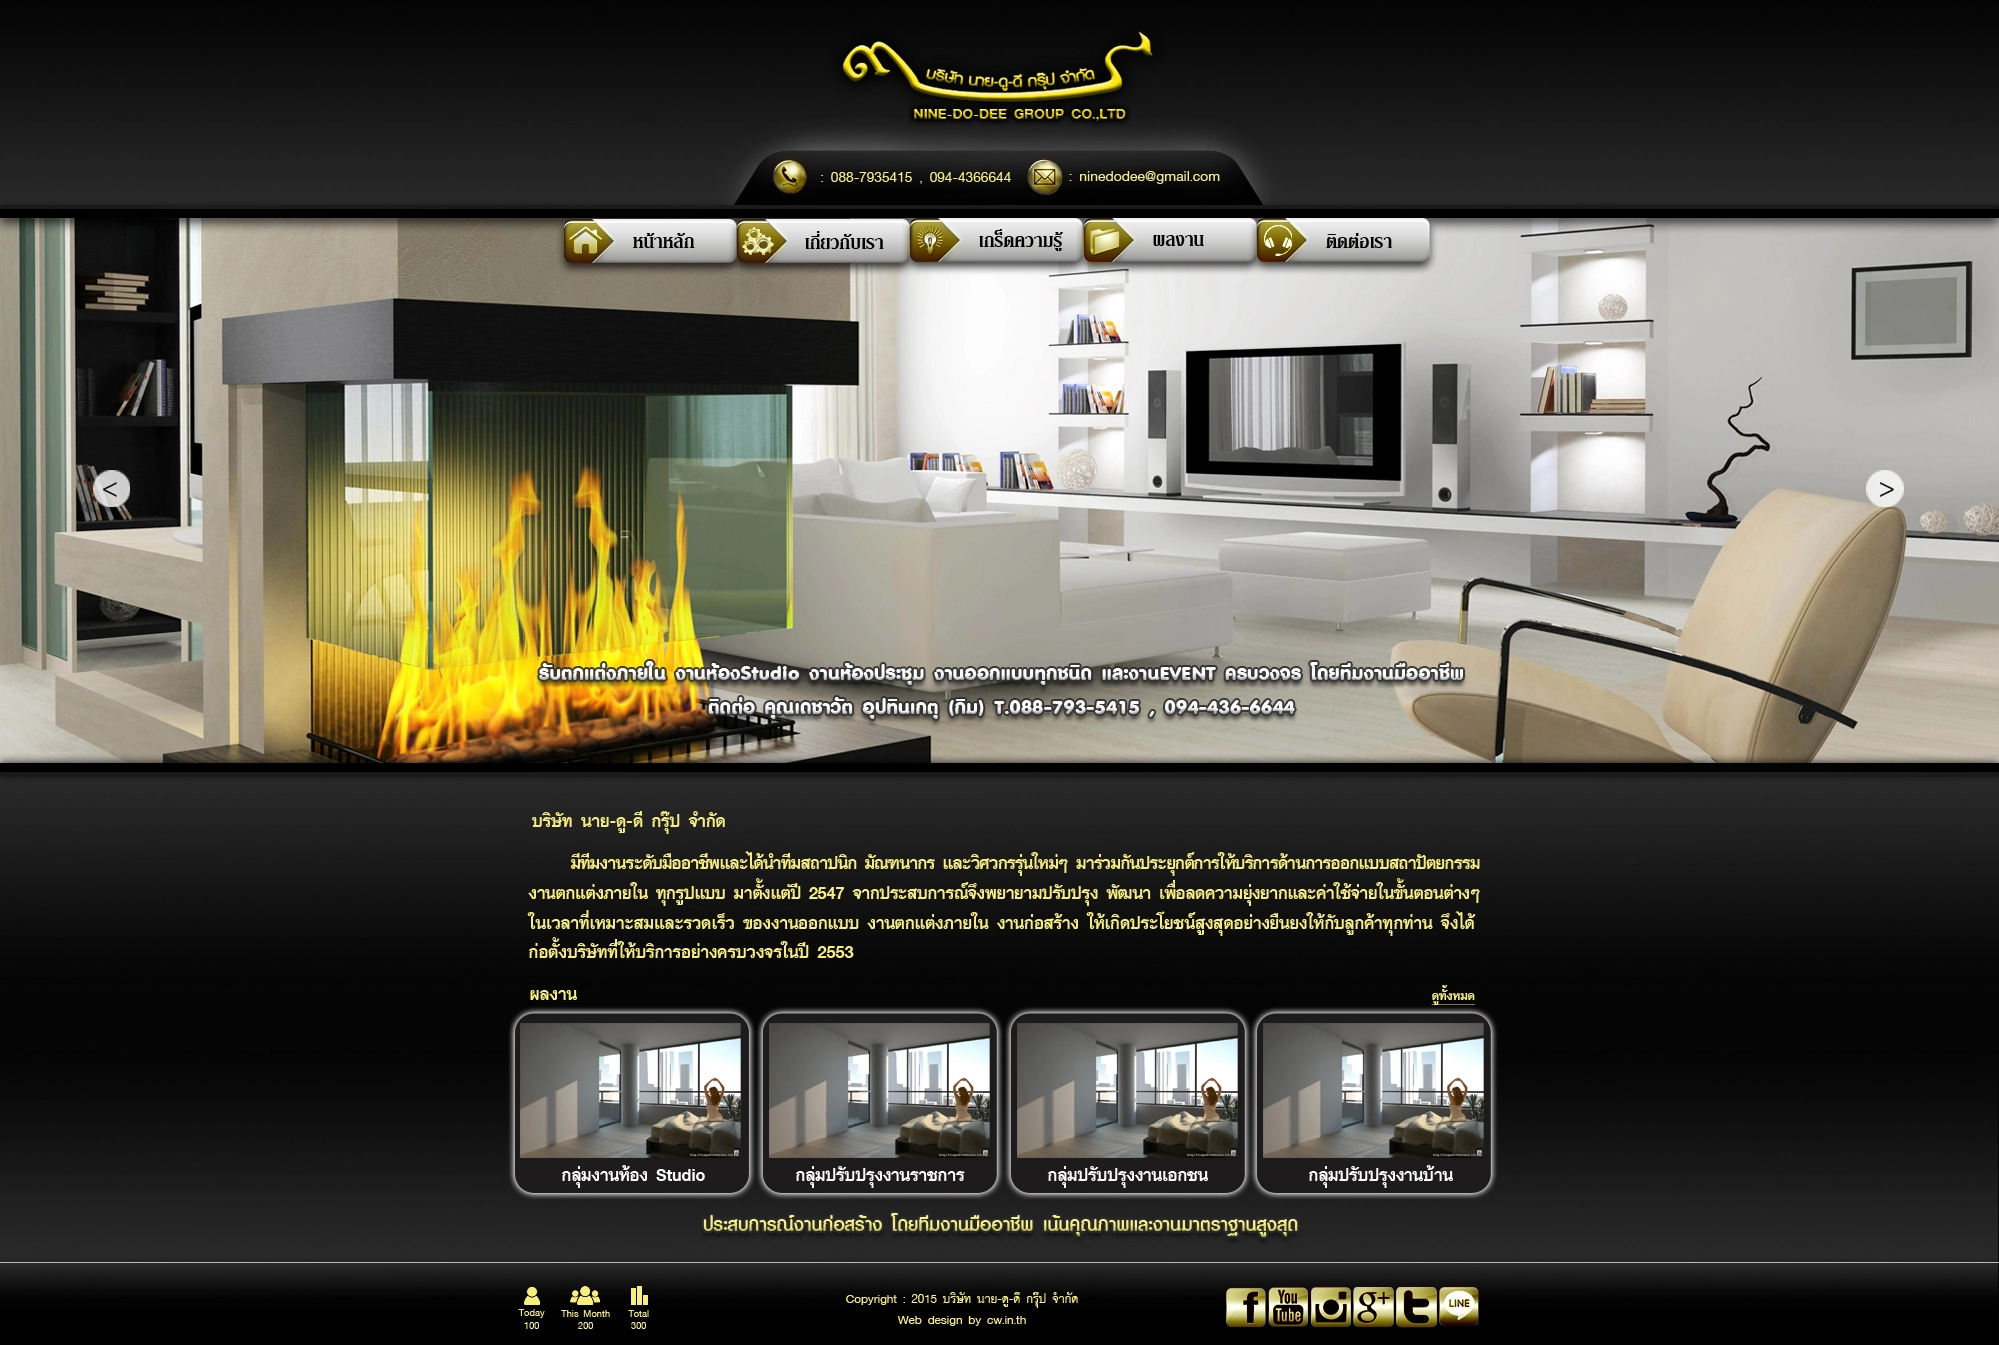 บริษัท นาย-ดู-ดี กรุ๊ป จำกัด
NINE-DO-DEE GROUP CO.,LTD
: 088-7935415 , 094-4366644
: ninedodee@gmail.com
หน้าหลัก
เกี่ยวกับเรา
เกร็ดความรู้
ผลงาน
ติดต่อเรา
<
>
รับตกแต่งภายใน งานห้องStudio งานห้องประชุม งานออกแบบทุกชนิด และงานEVENT ครบวงจร โดยทีมงานมืออาชีพ
ติดต่อ คุณเดชาวัต อุปทินเกตุ (กิม) T.088-793-5415 , 094-436-6644
บริษัท นาย-ดู-ดี กรุ๊ป จำกัด
มีทีมงานระดับมืออาชีพและได้นำทีมสถาปนิก มัณฑนากร และวิศวกรรุ่นใหม่ๆ มาร่วมกันประยุกต์การให้บริการด้านการออกแบบสถาปัตยกรรม
งานตกแต่งภายใน ทุกรูปแบบ มาตั้งแต่ปี 2547 จากประสบการณ์จึงพยายามปรับปรุง พัฒนา เพื่อลดความยุ่งยากและค่าใช้จ่ายในขั้นตอนต่างๆ
ในเวลาที่เหมาะสมและรวดเร็ว ของงานออกแบบ งานตกแต่งภายใน งานก่อสร้าง ให้เกิดประโยชน์สูงสุดอย่างยืนยงให้กับลูกค้าทุกท่าน จึงได้
ก่อตั้งบริษัทที่ให้บริการอย่างครบวงจรในปี 2553
ผลงาน
ดูทั้งหมด
กลุ่มงานห้อง Studio
กลุ่มปรับปรุงงานราชการ
กลุ่มปรับปรุงงานเอกชน
กลุ่มปรับปรุงงานบ้าน
ประสบการณ์งานก่อสร้าง โดยทีมงานมืออาชีพ เน้นคุณภาพและงานมาตราฐานสูงสุด
Today
100
This Month
200
Total
300
Copyright : 2015 บริษัท นาย-ดู-ดี กรุ๊ป จำกัด
Web design by cw.in.th
f
You
Tube
g+
t
LINE